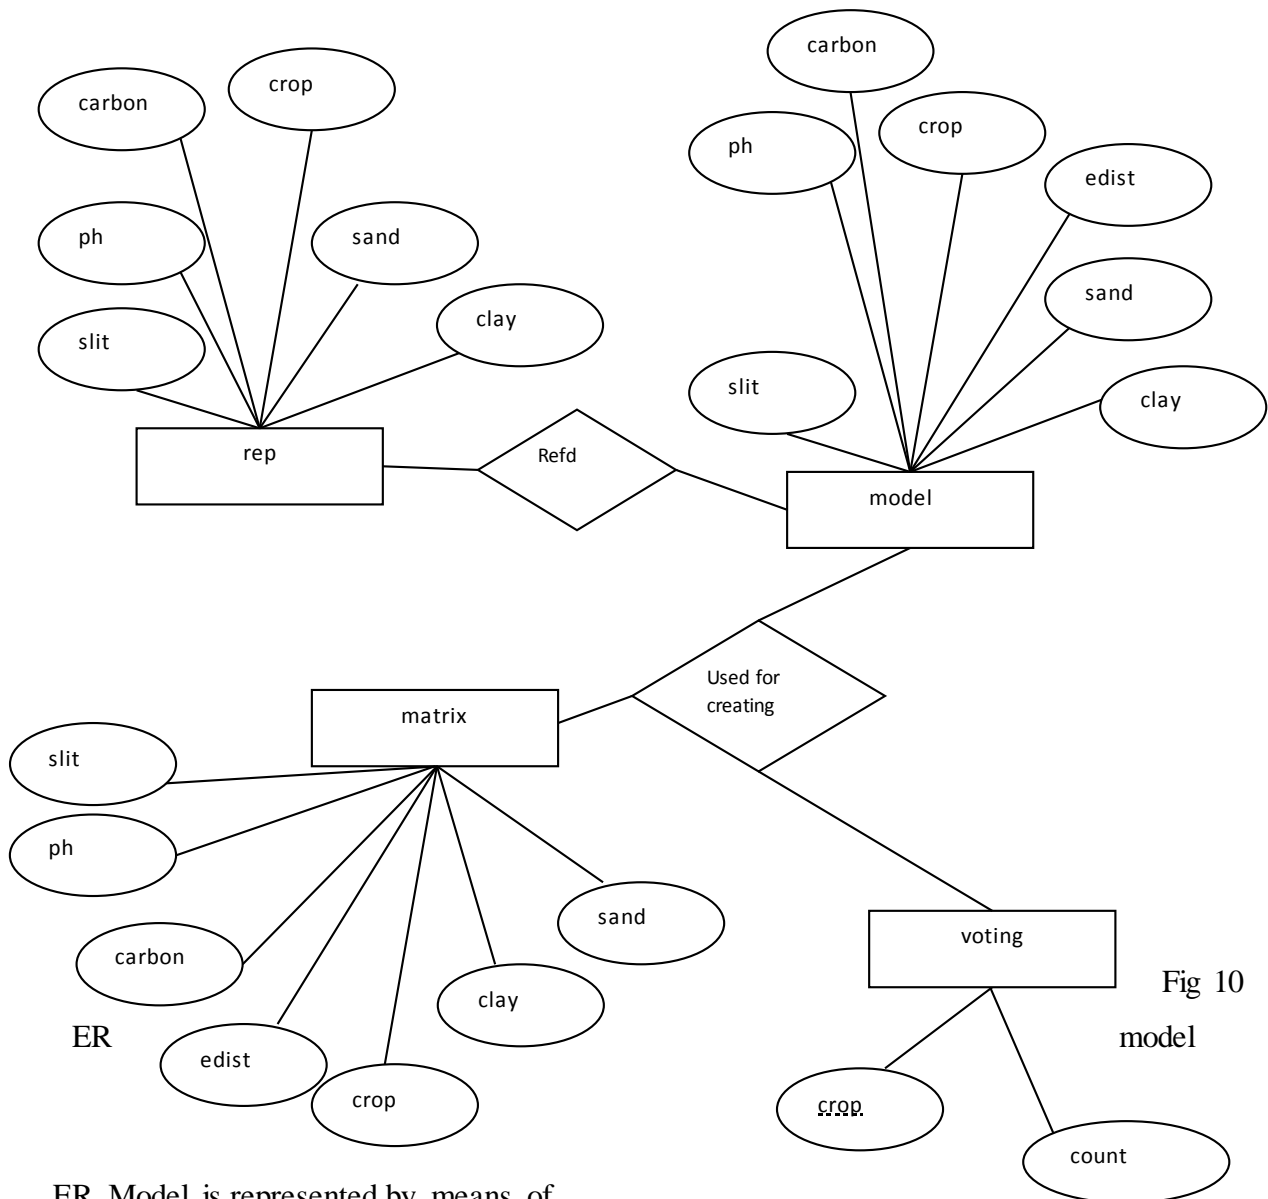 carbon
crop
ph
sand
slit
clay
rep
Refd
carbon
ph
crop
edist
sand
slit
clay
model
Used for
creating
matrix
slit
ph
carbon
edist
crop
clay
sand
voting
crop
count
Fig 10
ER model
ER Model is represented by means of